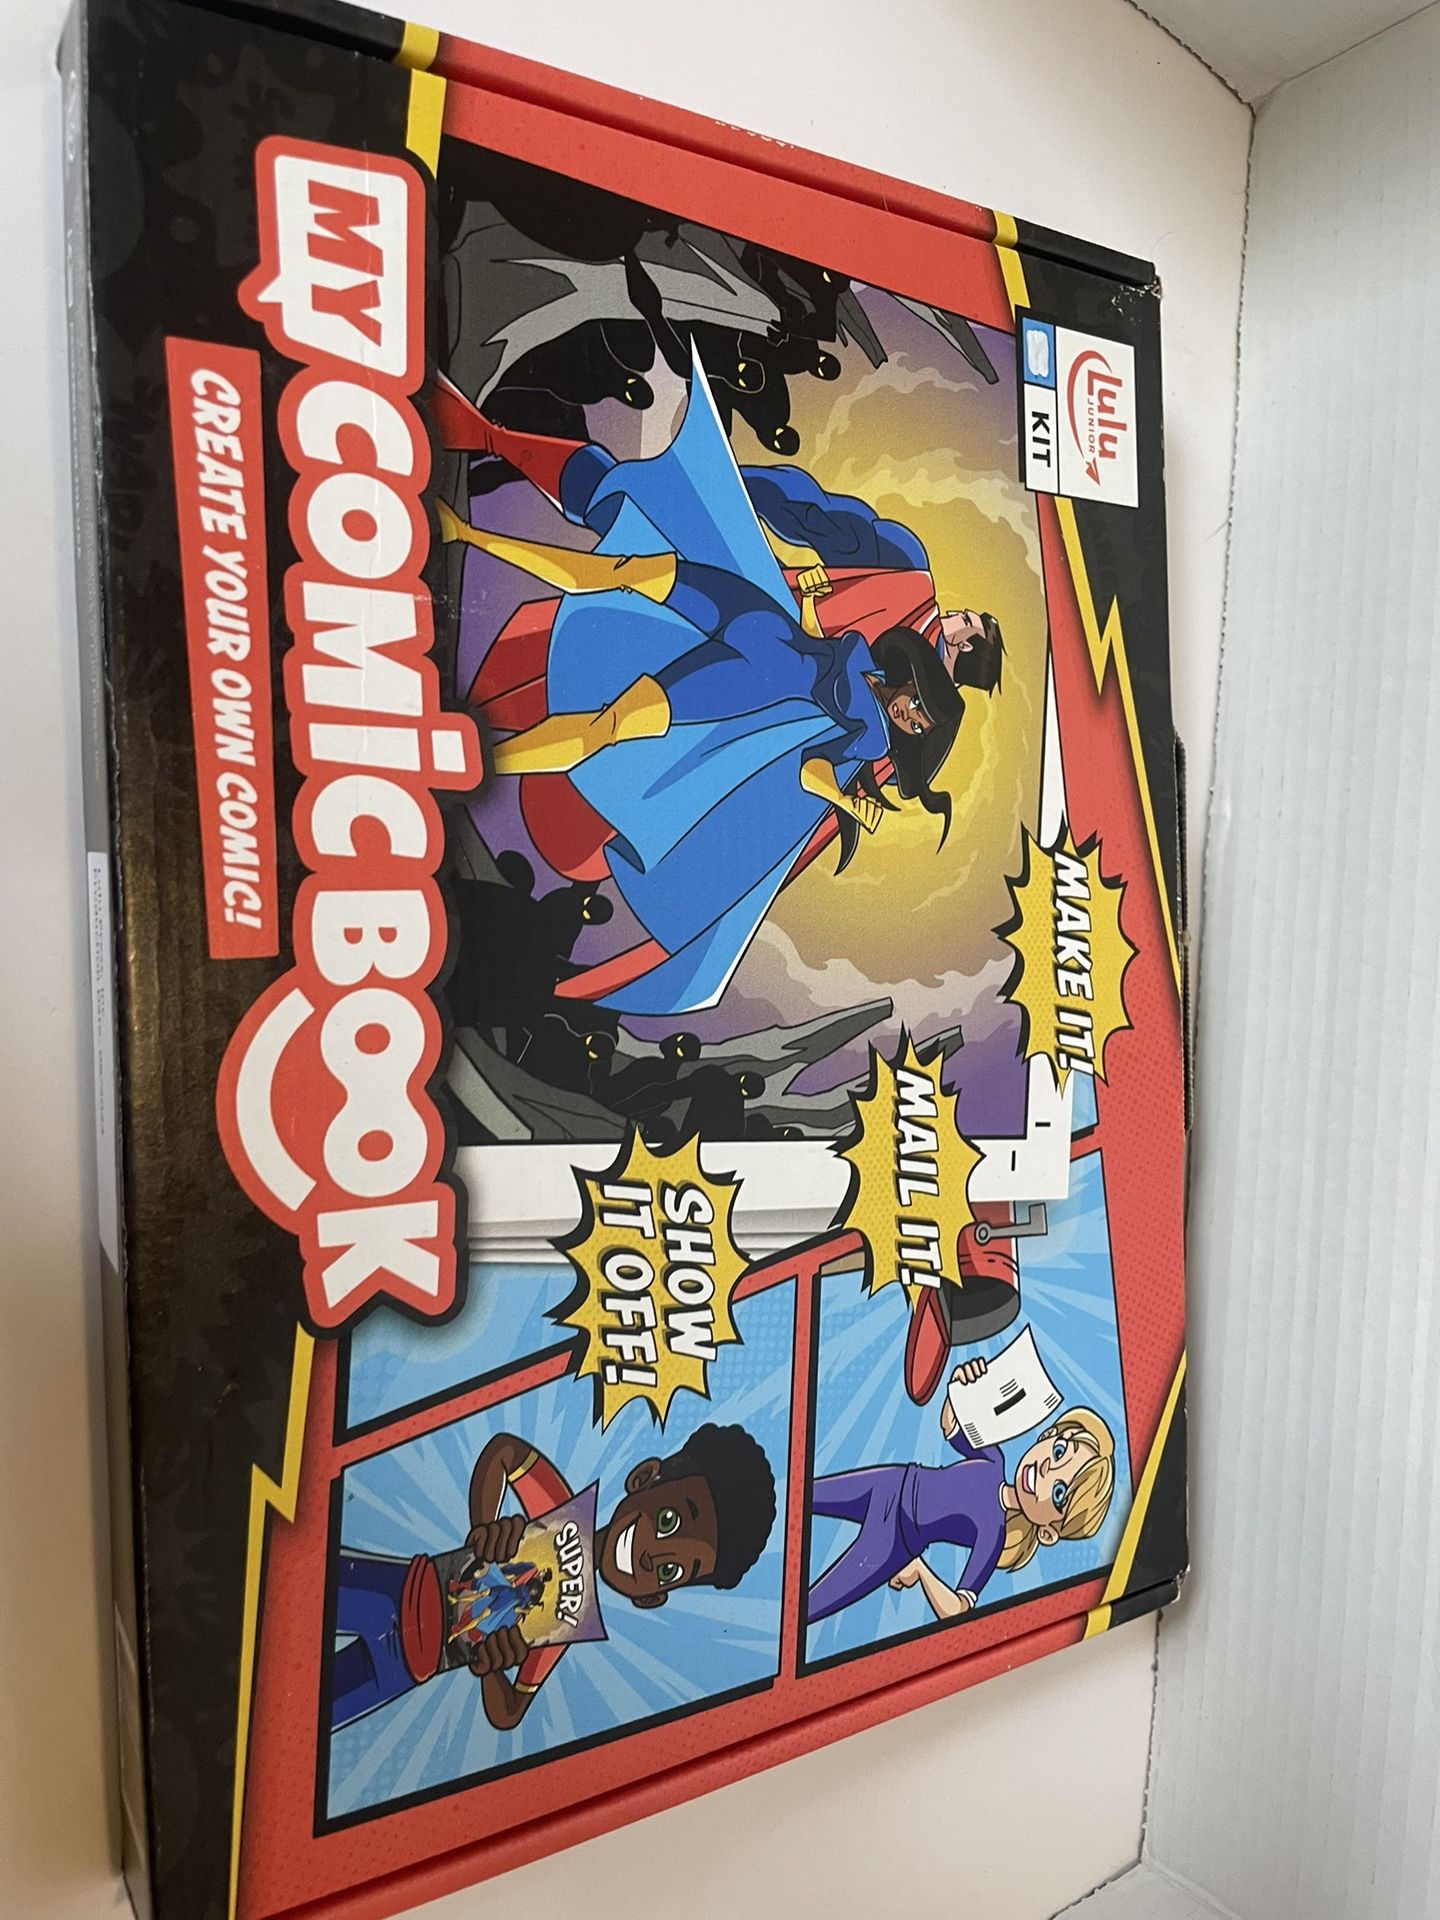 Lulu
JUNIOR
KIT
MAKE IT!
MAIL IT!
SHOW
IT OFF!
SUPER!
MY COMIC BOOK
CREATE YOUR OWN COMIC!